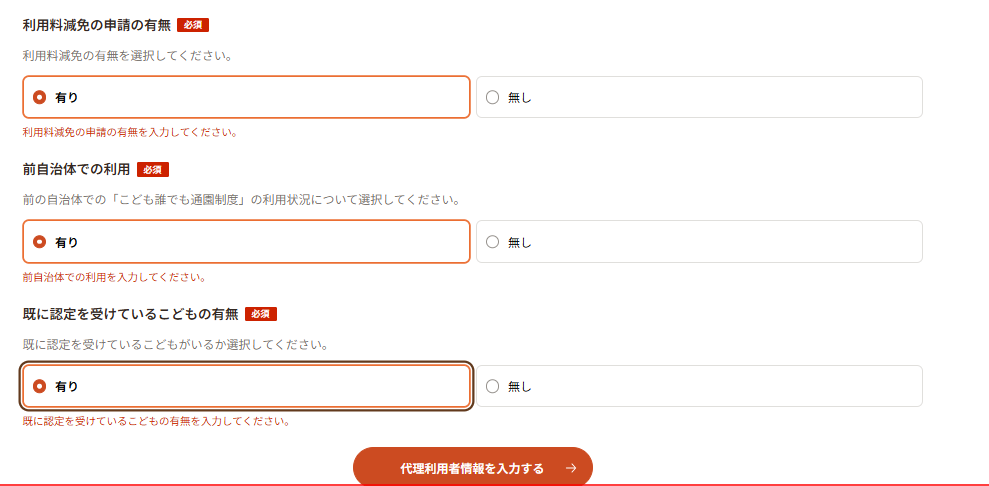 利用料減免の申請の有無 必須
利用料減免の有無を選択してください。
有り 無し
利用料減免の申請の有無を入力してください。
前自治体での利用 必須
前の自治体での「こども誰でも通園制度」の利用状況について選択してください。
有り 無し
前自治体での利用を入力してください。
既に認定を受けているこどもの有無 必須
既に認定を受けているこどもがいるか選択してください。
有り 無し
既に認定を受けているこどもの有無を入力してください。
代理利用者情報を入力する →